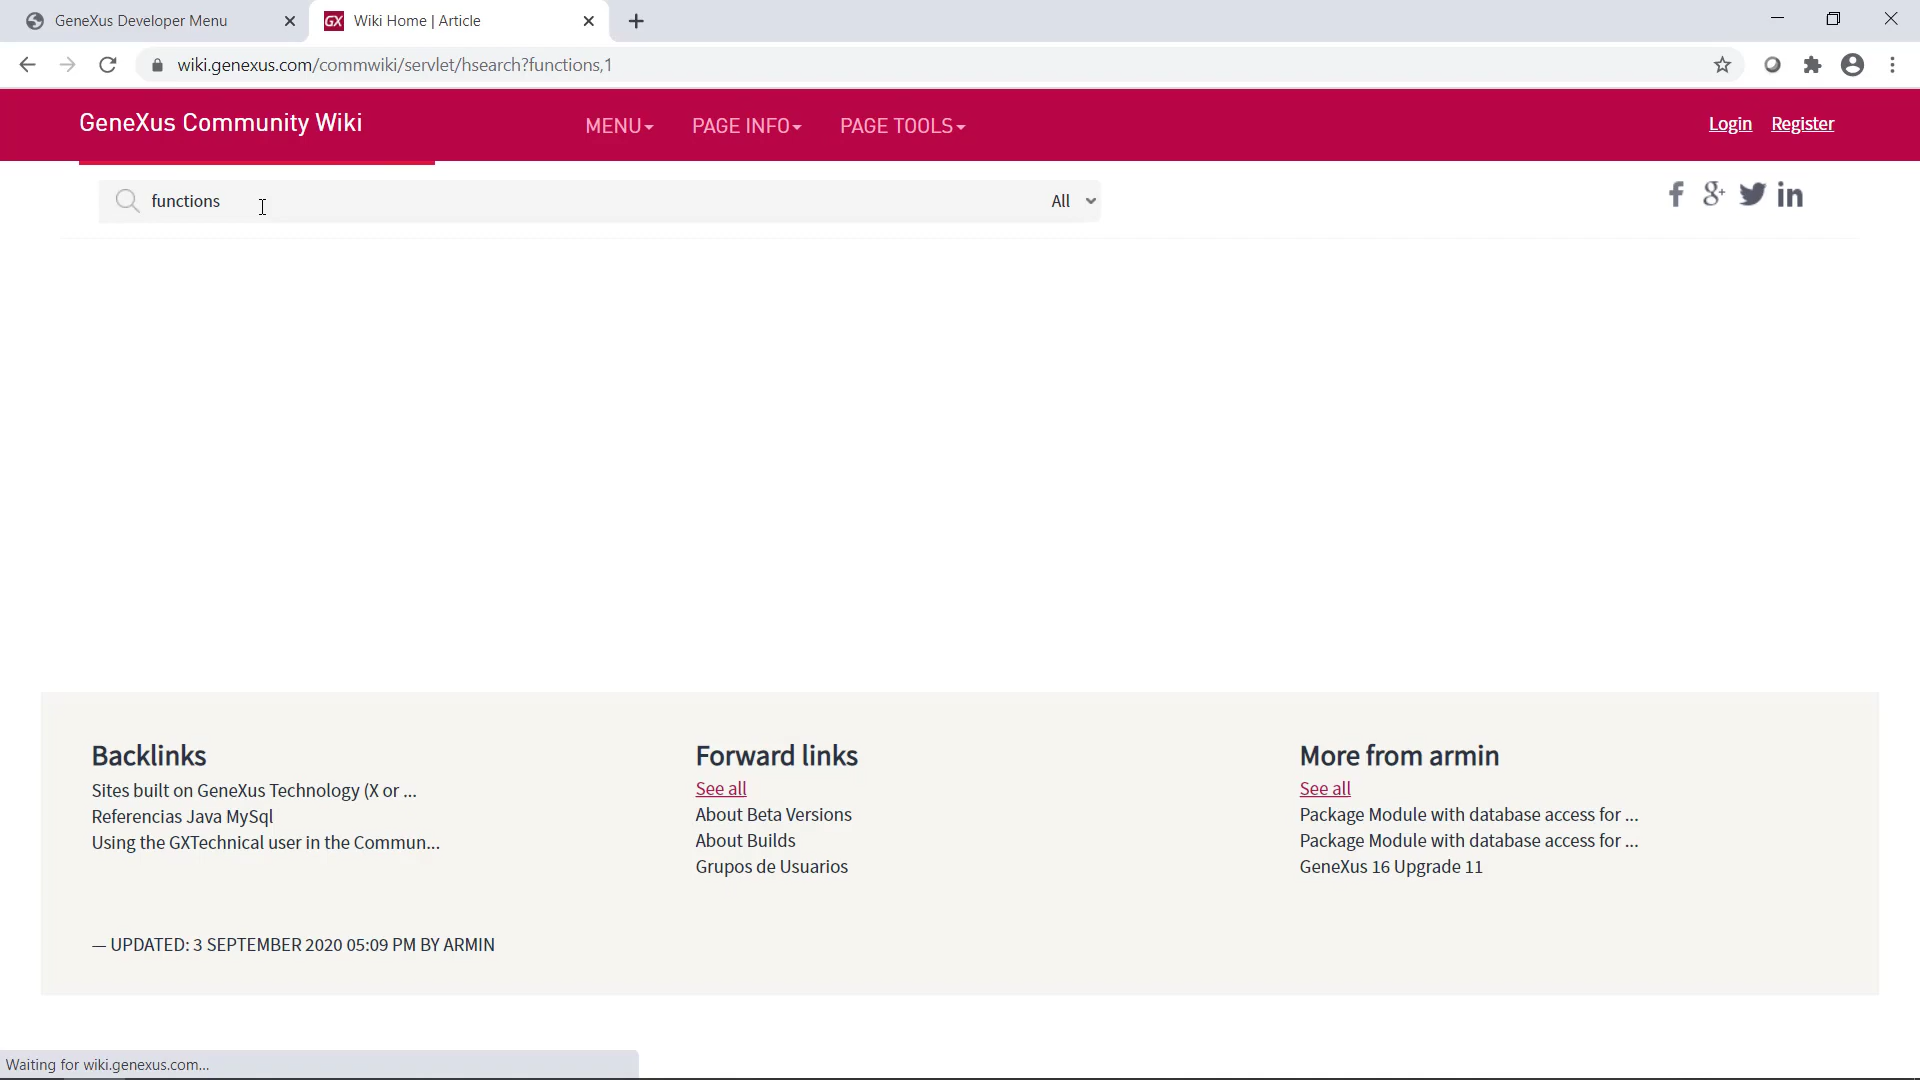 GeneXus Developer Menu
GX Wiki Home | Article
wiki.genexus.com/commwiki/servlet/hsearch?functions,1
GeneXus Community Wiki
MENU
PAGE INFO
PAGE TOOLS
Login
Register
functions
All
Backlinks
Sites built on GeneXus Technology (X or ...
Referencias Java MySql
Using the GXTechnical user in the Commun...
Forward links
See all
About Beta Versions
About Builds
Grupos de Usuarios
More from armin
See all
Package Module with database access for ...
Package Module with database access for ...
GeneXus 16 Upgrade 11
— UPDATED: 3 SEPTEMBER 2020 05:09 PM BY ARMIN
Waiting for wiki.genexus.com...